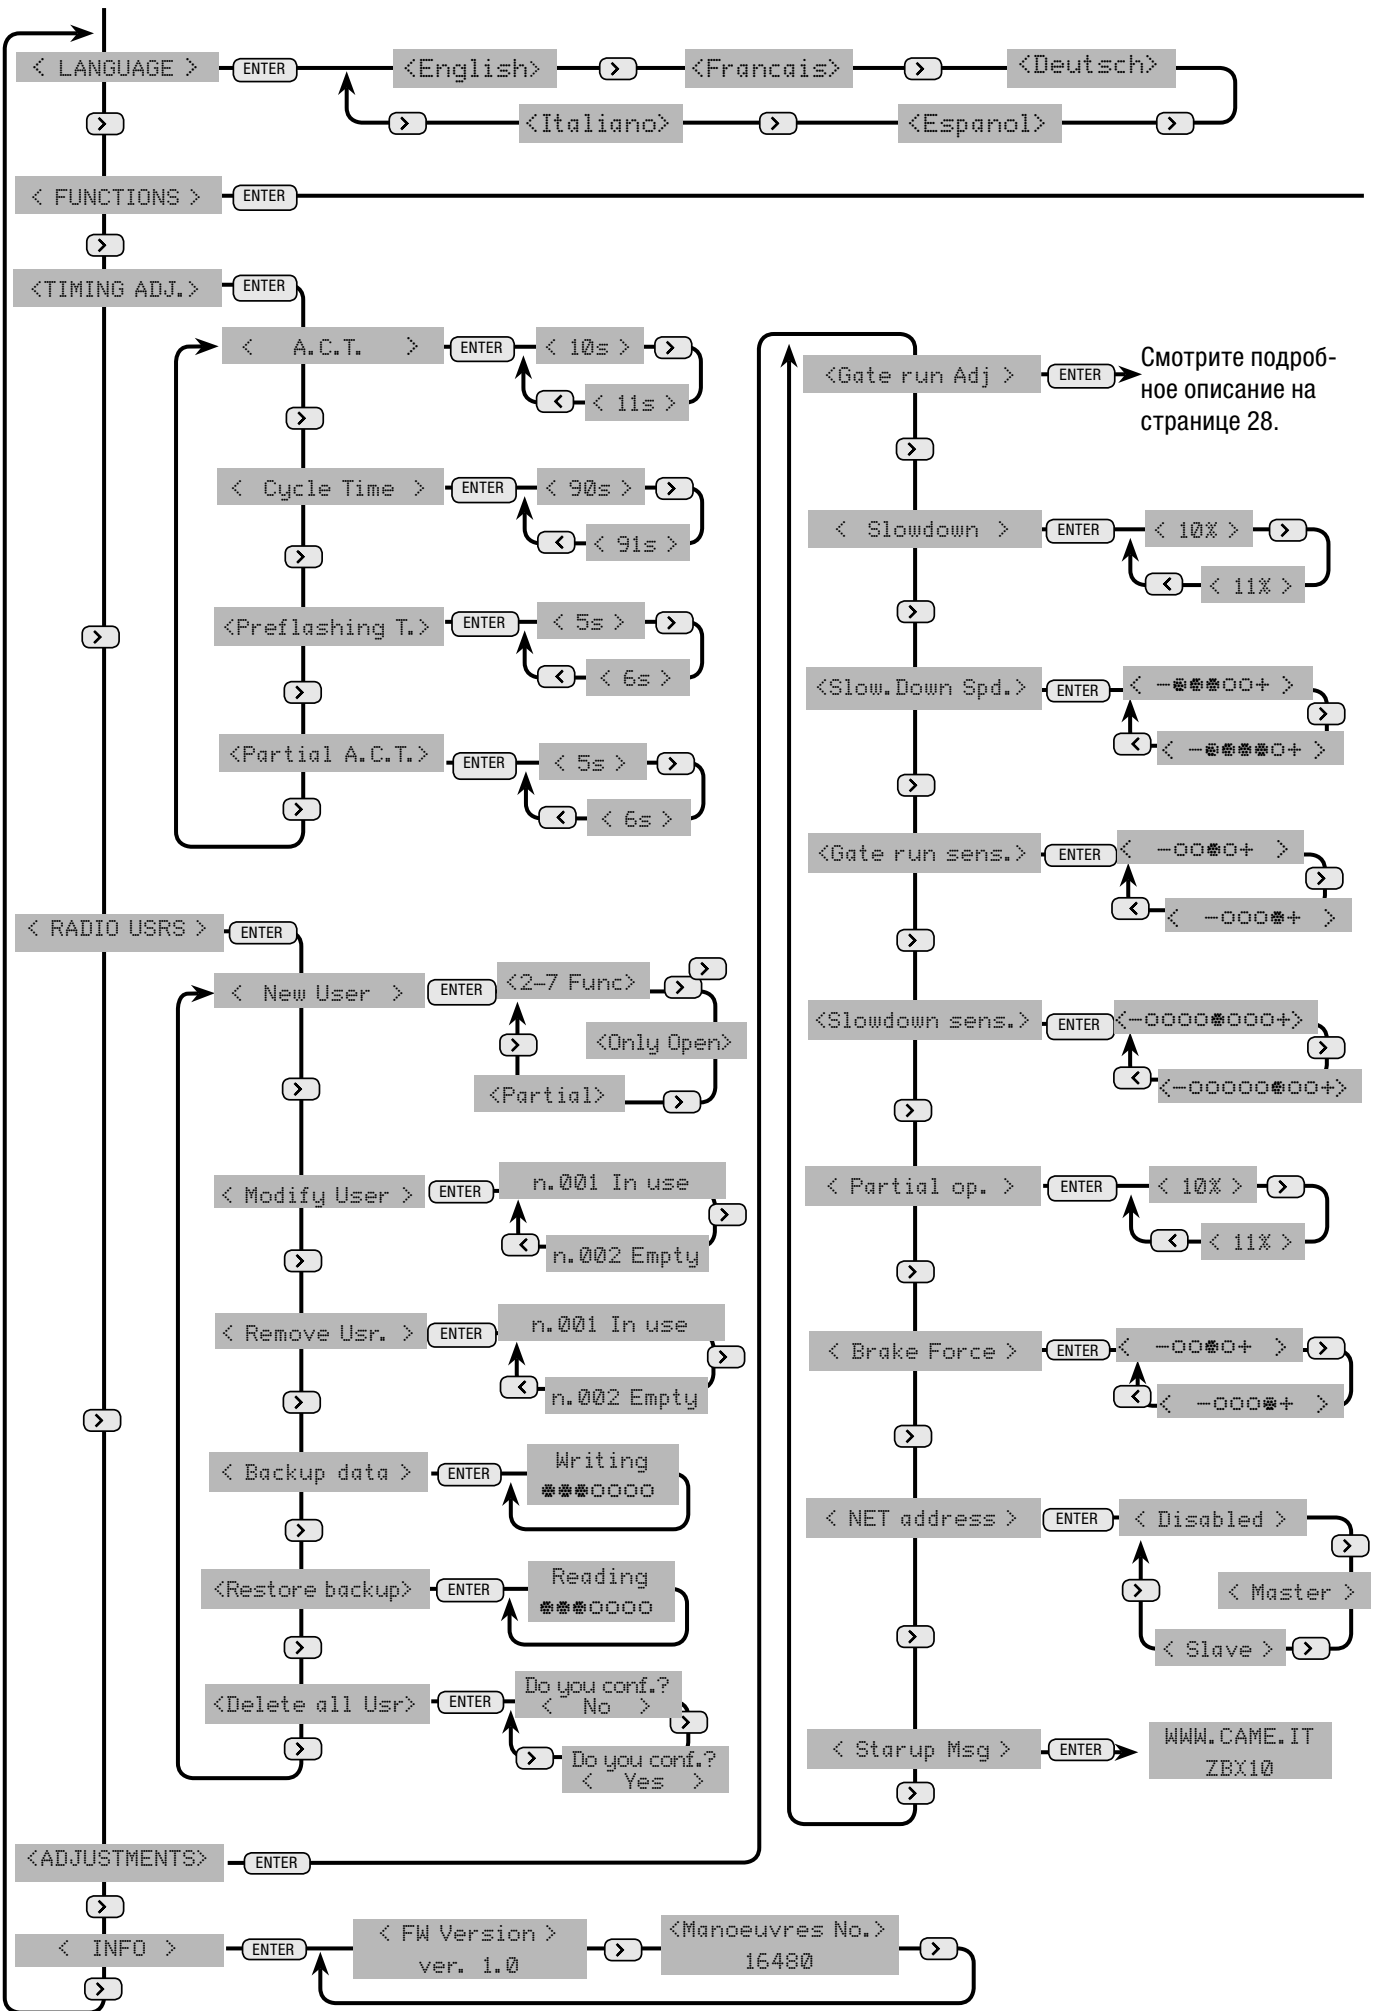 < LANGUAGE >
ENTER
<English>
>
<Francais>
>
<Deutsch>
>
<Italiano>
>
<Espanol>
>
>
< FUNCTIONS >
ENTER
>
<TIMING ADJ.>
ENTER
< A.C.T. >
ENTER
< 10s >
>
<
< 11s >
>
< Cycle Time >
ENTER
< 90s >
>
<
< 91s >
>
<Preflashing T.>
ENTER
< 5s >
>
<
< 6s >
>
<Partial A.C.T.>
ENTER
< 5s >
>
<
< 6s >
>
>
< RADIO USRS >
ENTER
< New User >
ENTER
<2-7 Func>
>
>
>
<Only Open>
<Partial>
>
>
< Modify User >
ENTER
n.001 In use
>
<
n.002 Empty
>
< Remove Usr. >
ENTER
n.001 In use
>
<
n.002 Empty
>
< Backup data >
ENTER
Writing
●●●○○○○
>
<Restore backup>
ENTER
Reading
●●●○○○○
>
<Delete all Usr>
ENTER
Do you conf.?
< No >
>
>
Do you conf.?
< Yes >
>
>
<ADJUSTMENTS>
ENTER
<Gate run Adj >
ENTER
Смотрите подроб-
ное описание на
странице 28.
>
< Slowdown >
ENTER
< 10% >
>
<
< 11% >
>
<Slow.Down Spd.>
ENTER
< -●●●○○+ >
>
<
< -●●●●○+ >
>
<Gate run sens.>
ENTER
< -○○●○+ >
>
<
< -○○○●+ >
>
<Slowdown sens.>
ENTER
<-○○○○●○○○+>
>
<
<-○○○○○●○○+>
>
< Partial op. >
ENTER
< 10% >
>
<
< 11% >
>
< Brake Force >
ENTER
< -○○●○+ >
>
<
< -○○○●+ >
>
< NET address >
ENTER
< Disabled >
>
>
< Master >
< Slave >
>
>
< Starup Msg >
ENTER
WWW.CAME.IT
ZBX10
>
>
< INFO >
ENTER
< FW Version >
ver. 1.0
>
<Manoeuvres No.>
16480
>
>